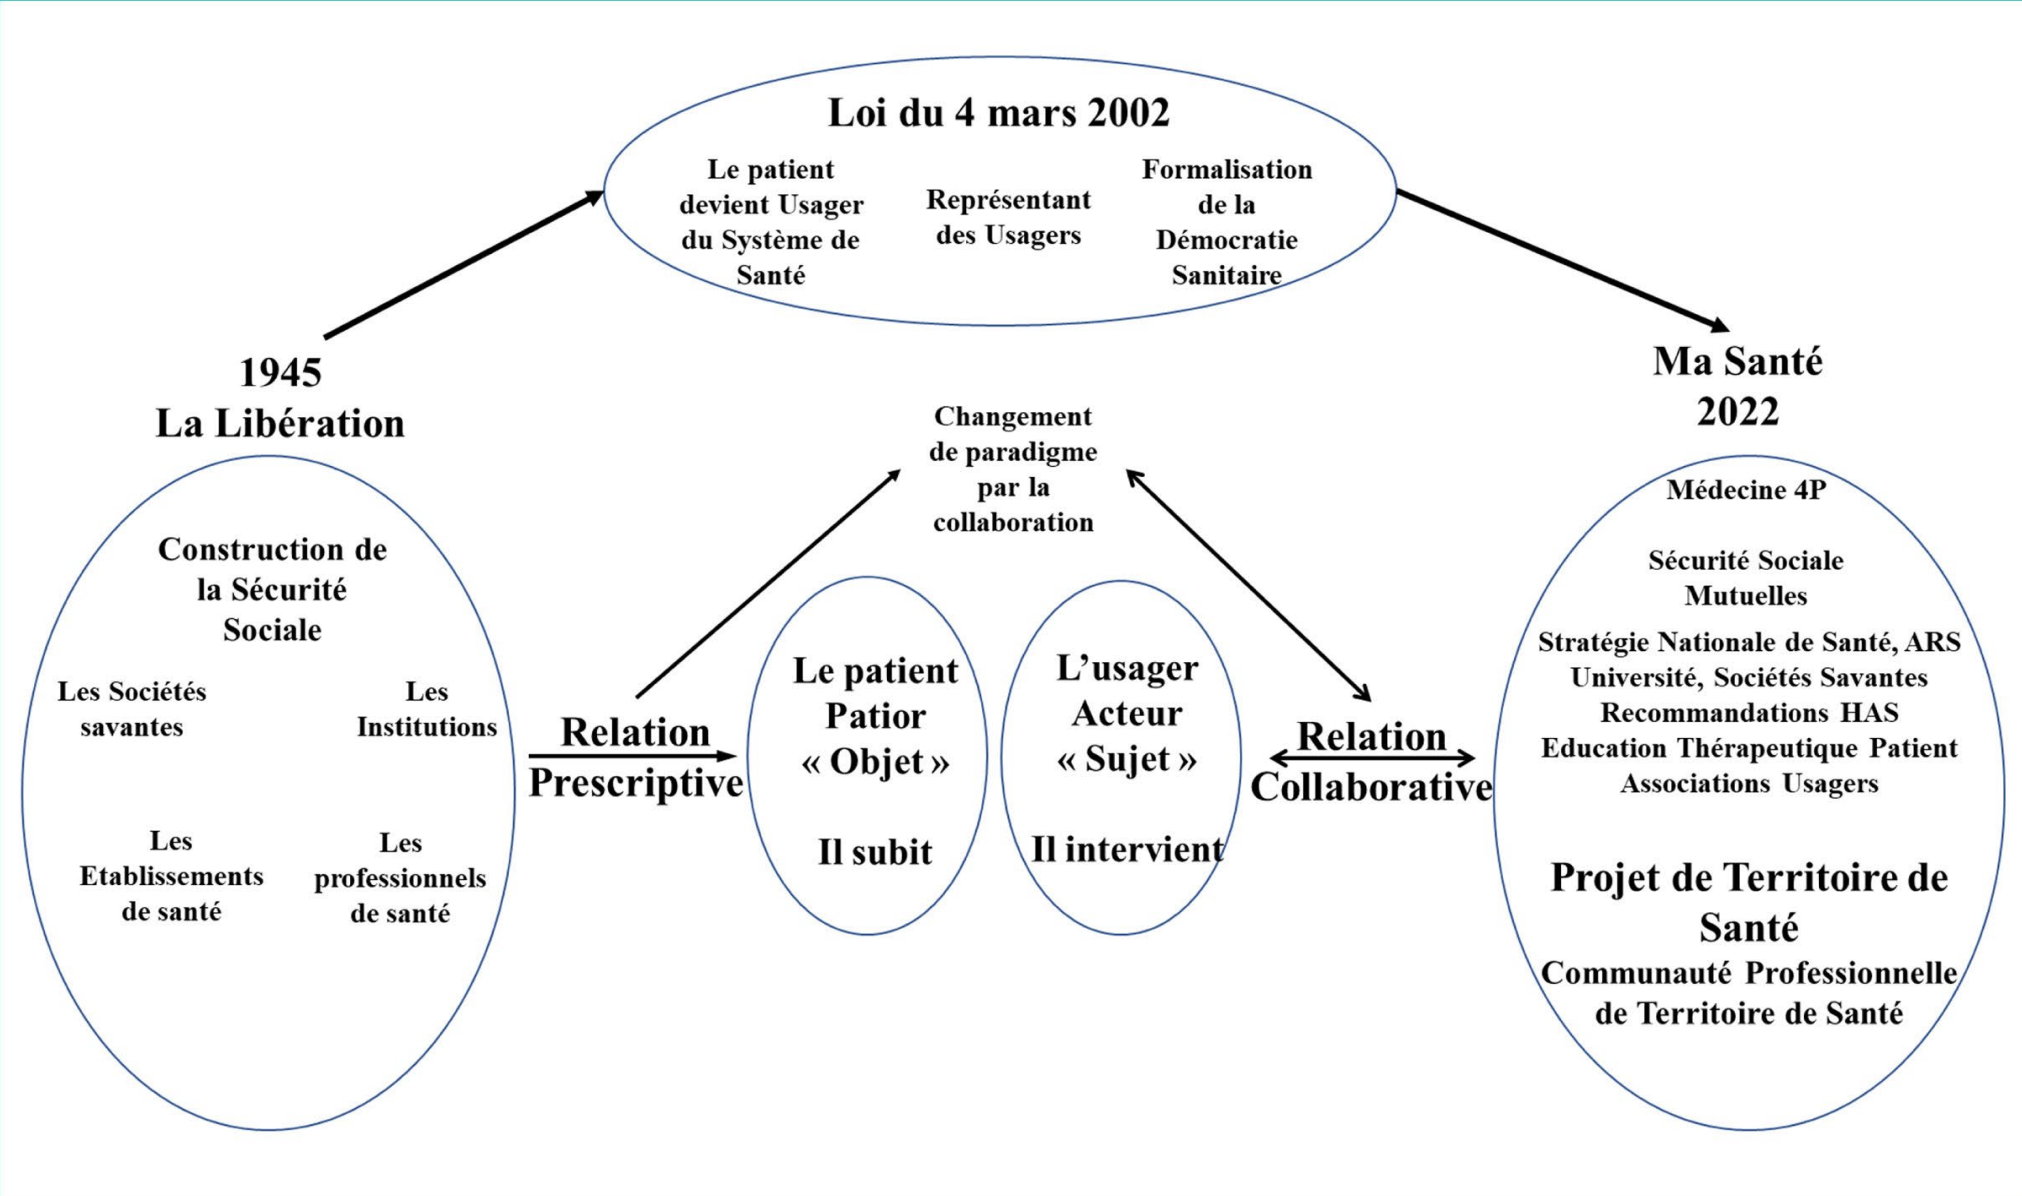 Loi du 4 mars 2002
Le patient
devient Usager
du Système de
Santé
Représentant
des Usagers
Formalisation
de la
Démocratie
Sanitaire
1945
La Libération
Construction de
la Sécurité
Sociale
Les Sociétés
savantes
Les
Institutions
Les
Etablissements
de santé
Les
professionnels
de santé
Relation
Prescriptive
Changement
de paradigme
par la
collaboration
Le patient
Patior
« Objet »
Il subit
L’usager
Acteur
« Sujet »
Il intervient
Relation
Collaborative
Ma Santé
2022
Médecine 4P
Sécurité Sociale
Mutuelles
Stratégie Nationale de Santé, ARS
Université, Sociétés Savantes
Recommandations HAS
Education Thérapeutique Patient
Associations Usagers
Projet de Territoire de
Santé
Communauté Professionnelle
de Territoire de Santé